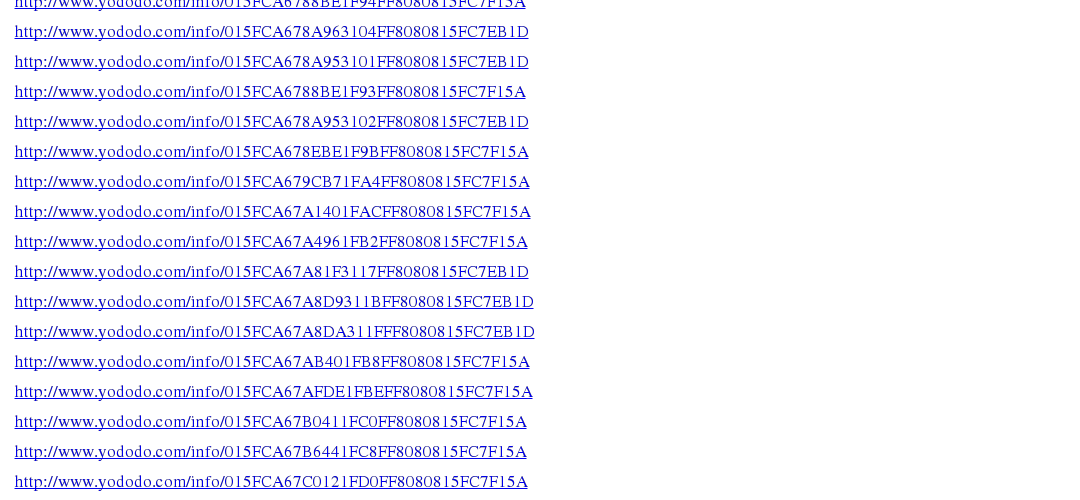 http://www.yododo.com/info/015FCA6788BE1F94FF8080815FC7F15A
http://www.yododo.com/info/015FCA678A963104FF8080815FC7EB1D
http://www.yododo.com/info/015FCA678A953101FF8080815FC7EB1D
http://www.yododo.com/info/015FCA6788BE1F93FF8080815FC7F15A
http://www.yododo.com/info/015FCA678A953102FF8080815FC7EB1D
http://www.yododo.com/info/015FCA678EBE1F9BFF8080815FC7F15A
http://www.yododo.com/info/015FCA679CB71FA4FF8080815FC7F15A
http://www.yododo.com/info/015FCA67A1401FACFF8080815FC7F15A
http://www.yododo.com/info/015FCA67A4961FB2FF8080815FC7F15A
http://www.yododo.com/info/015FCA67A81F3117FF8080815FC7EB1D
http://www.yododo.com/info/015FCA67A8D9311BFF8080815FC7EB1D
http://www.yododo.com/info/015FCA67A8DA311FFF8080815FC7EB1D
http://www.yododo.com/info/015FCA67AB401FB8FF8080815FC7F15A
http://www.yododo.com/info/015FCA67AFDE1FBEFF8080815FC7F15A
http://www.yododo.com/info/015FCA67B0411FC0FF8080815FC7F15A
http://www.yododo.com/info/015FCA67B6441FC8FF8080815FC7F15A
http://www.yododo.com/info/015FCA67C0121FD0FF8080815FC7F15A